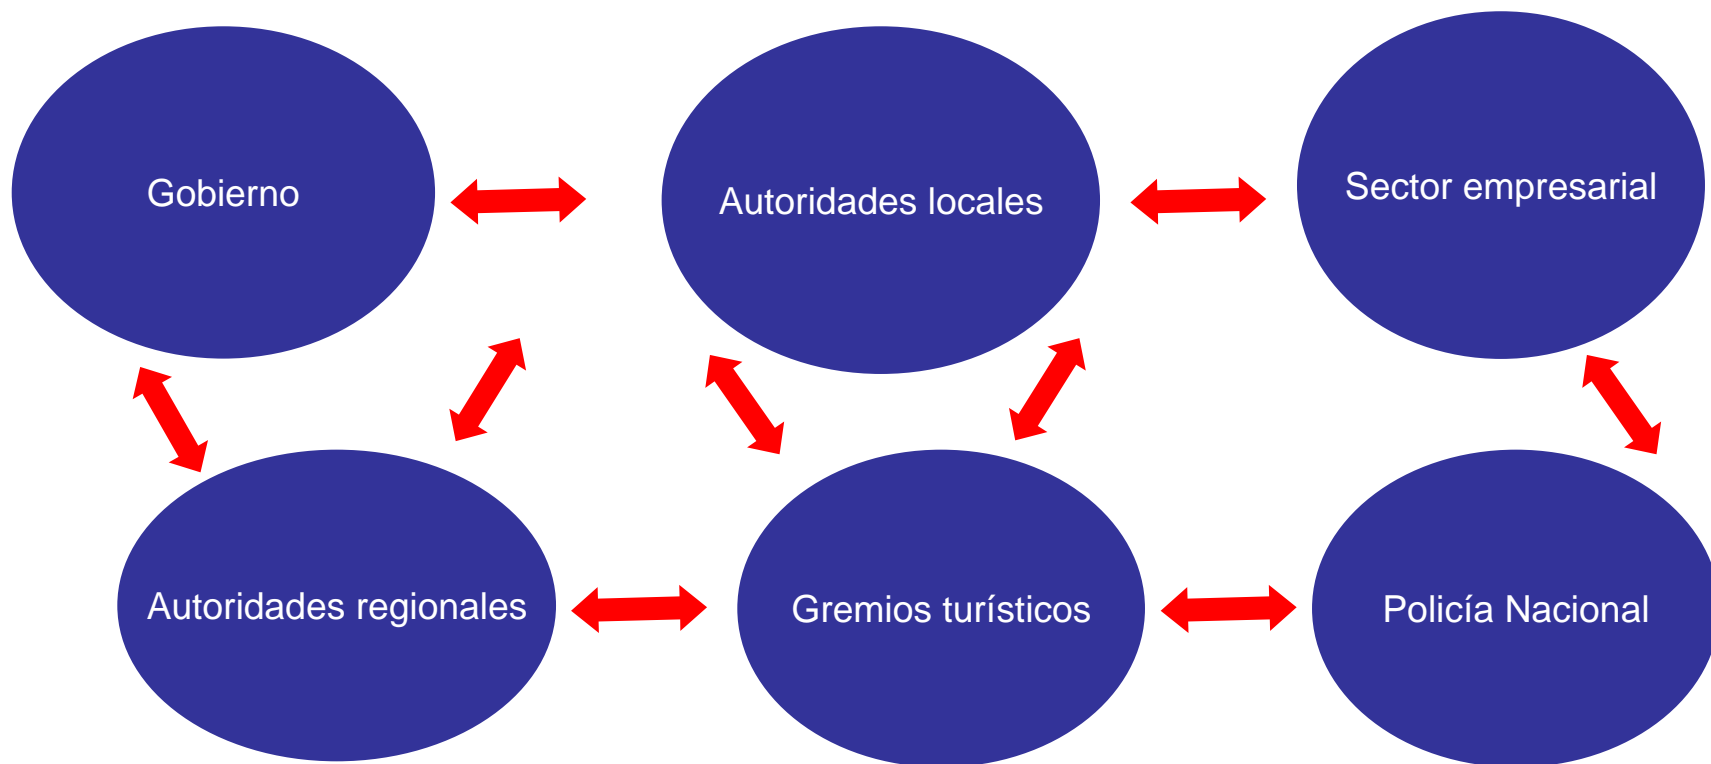 Gobierno
Autoridades locales
Sector empresarial
Autoridades regionales
Gremios turísticos
Policía Nacional